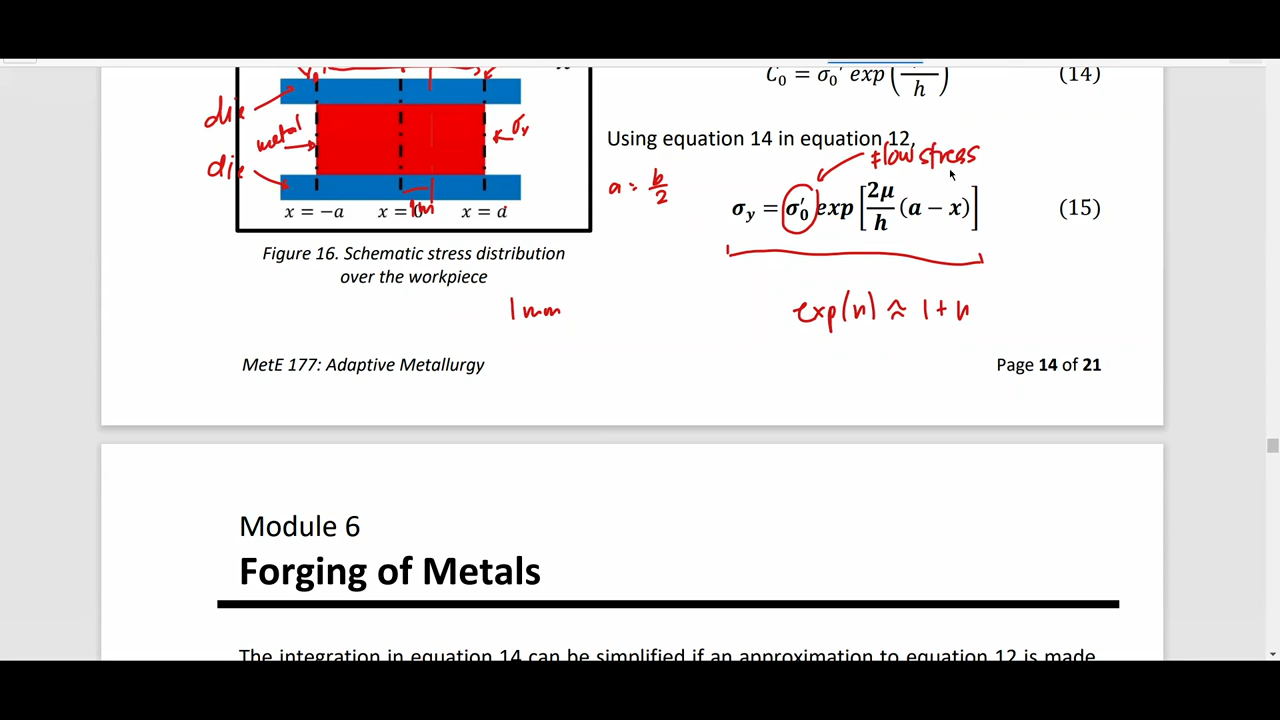 die
metal
die
σy
x = −a x = 0 x = a
1m
Figure 16. Schematic stress distribution
over the workpiece
1mm
C₀ = σ₀′ exp ( / h ) (14)
Using equation 14 in equation 12,
flow stress
a = b/2
σy = σ₀′ exp [2μ/h (a − x)] (15)
exp(n) ≈ 1 + n
MetE 177: Adaptive Metallurgy Page 14 of 21
Module 6
Forging of Metals
The integration in equation 14 can be simplified if an approximation to equation 12 is made